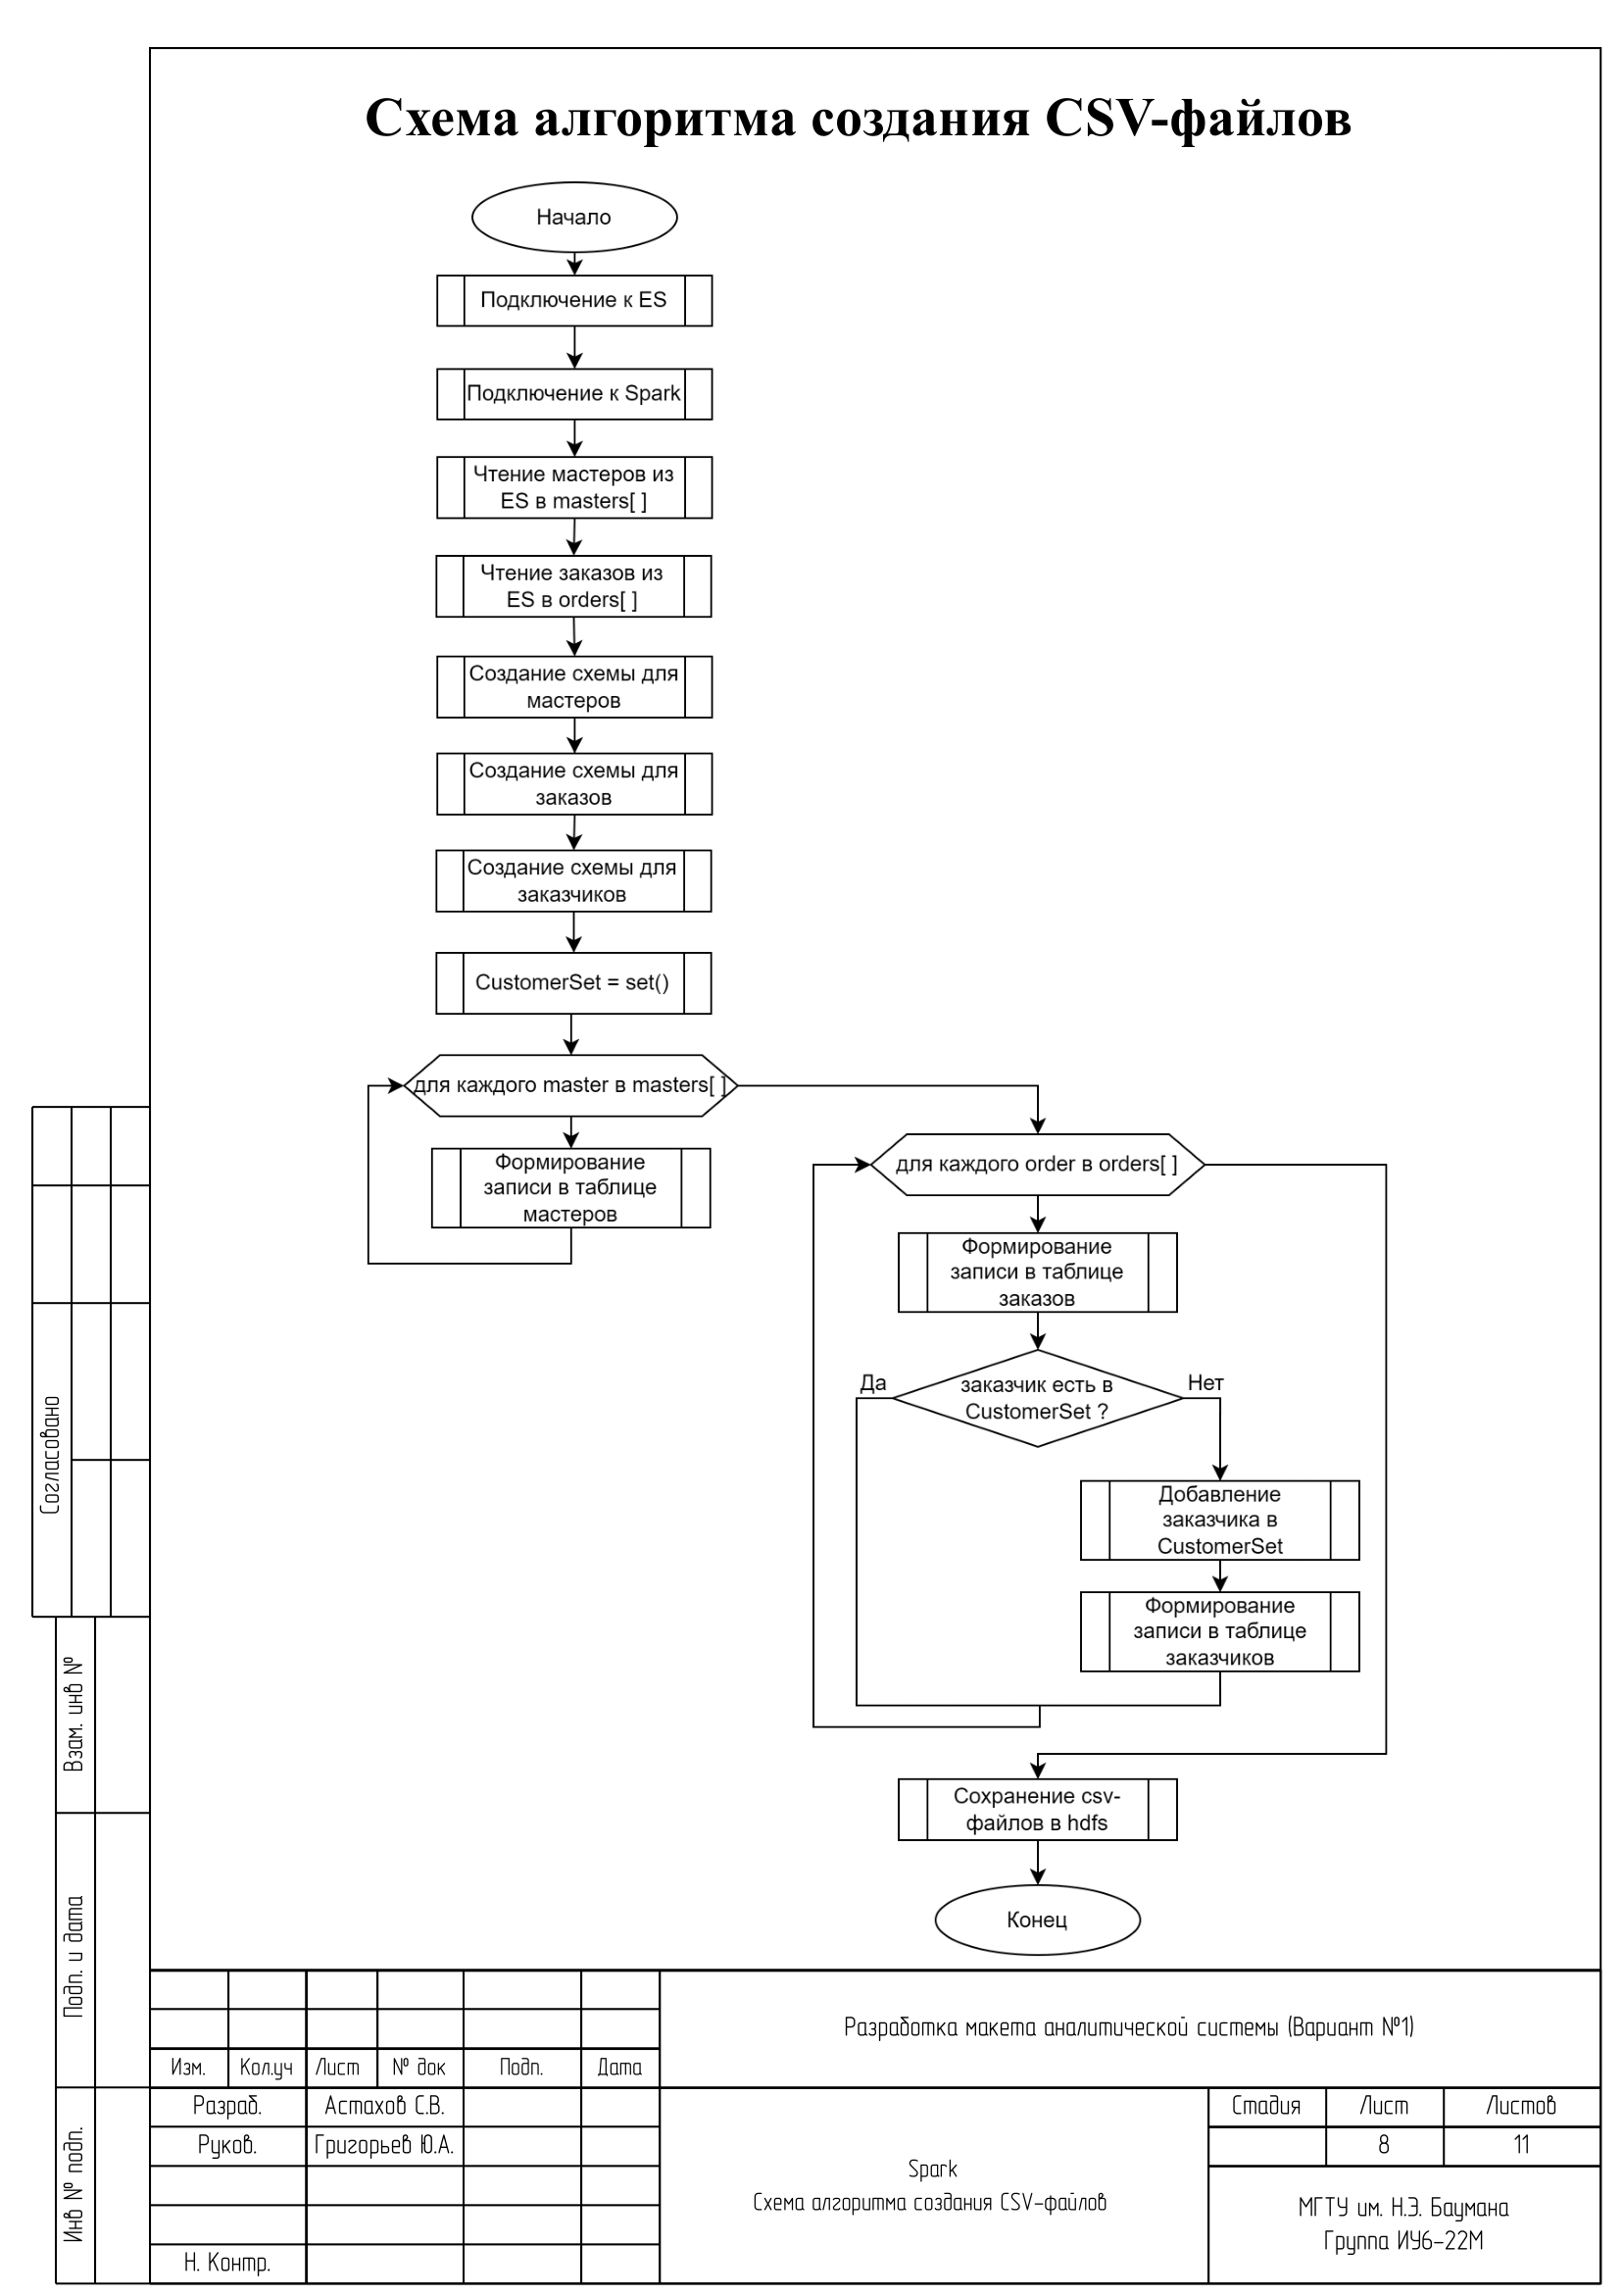 Схема алгоритма создания CSV-файлов
Начало
Подключение к ES
Подключение к Spark
Чтение мастеров из
ES в masters[ ]
Чтение заказов из
ES в orders[ ]
Создание схемы для
мастеров
Создание схемы для
заказов
Создание схемы для
заказчиков
CustomerSet = set()
для каждого master в masters[ ]
Формирование
записи в таблице
мастеров
для каждого order в orders[ ]
Формирование
записи в таблице
заказов
Да
заказчик есть в
CustomerSet ?
Нет
Добавление
заказчика в
CustomerSet
Формирование
записи в таблице
заказчиков
Сохранение csv-
файлов в hdfs
Конец
Согласовано
Взам. инв №
Подп. и дата
Инв № подп.
Изм.
Кол.уч
Лист
№ док
Подп.
Дата
Разраб.
Астахов С.В.
Руков.
Григорьев Ю.А.
Н. Контр.
Разработка макета аналитической системы (Вариант №1)
Spark
Схема алгоритма создания CSV-файлов
Стадия
Лист
Листов
8
11
МГТУ им. Н.Э. Баумана
Группа ИУ6-22М